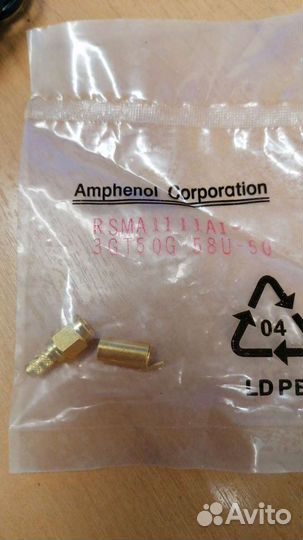 Amphenol Corporation
RSMA1111A1-
3GT50G-58U-50
04
LDPE
Avito